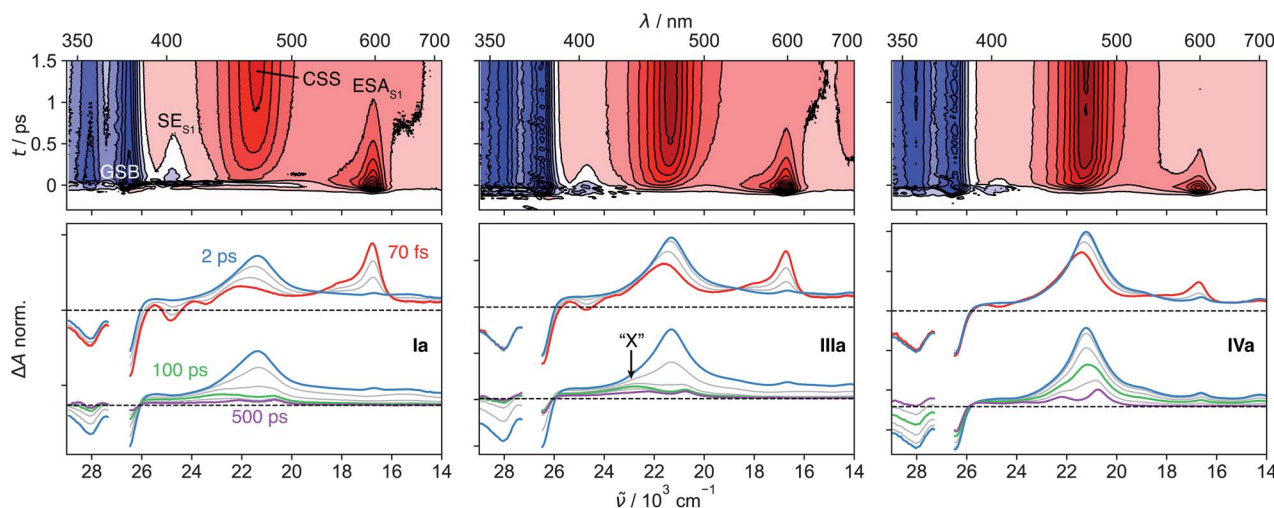 λ / nm
350 400 500 600 700
350 400 500 600 700
350 400 500 600 700
t / ps
1.5
1
0.5
0
CSS
ESA_S1
SE_S1
GSB
ΔA norm.
2 ps
70 fs
Ia
100 ps
500 ps
"X"
IIIa
IVa
28 26 24 22 20 18 16 14
28 26 24 22 20 18 16 14
28 26 24 22 20 18 16 14
ν̃ / 10³ cm⁻¹